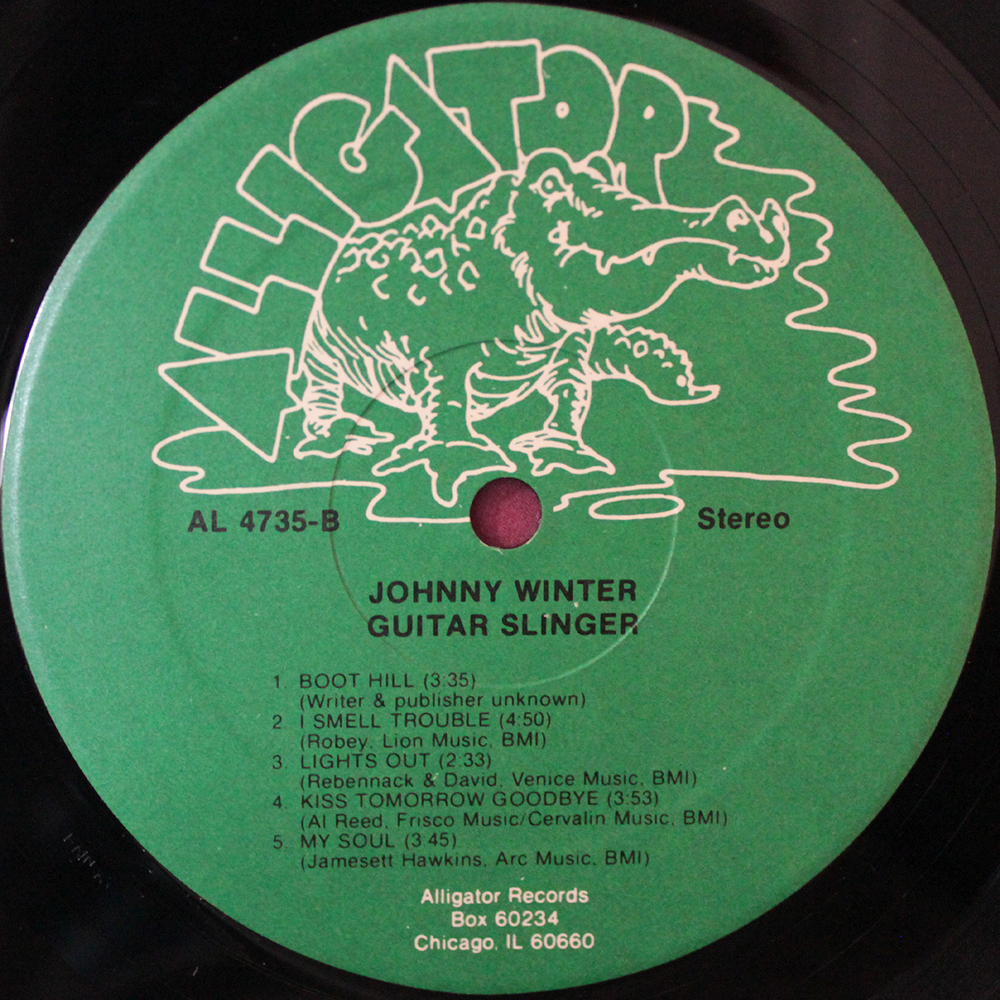 ALLIGATOR
AL 4735-B
Stereo
JOHNNY WINTER
GUITAR SLINGER
1. BOOT HILL (3:35)
(Writer & publisher unknown)
2. I SMELL TROUBLE (4:50)
(Robey, Lion Music, BMI)
3. LIGHTS OUT (2:33)
(Rebennack & David, Venice Music, BMI)
4. KISS TOMORROW GOODBYE (3:53)
(Al Reed, Frisco Music/Cervalin Music, BMI)
5. MY SOUL (3:45)
(Jamesett Hawkins, Arc Music, BMI)
Alligator Records
Box 60234
Chicago, IL 60660